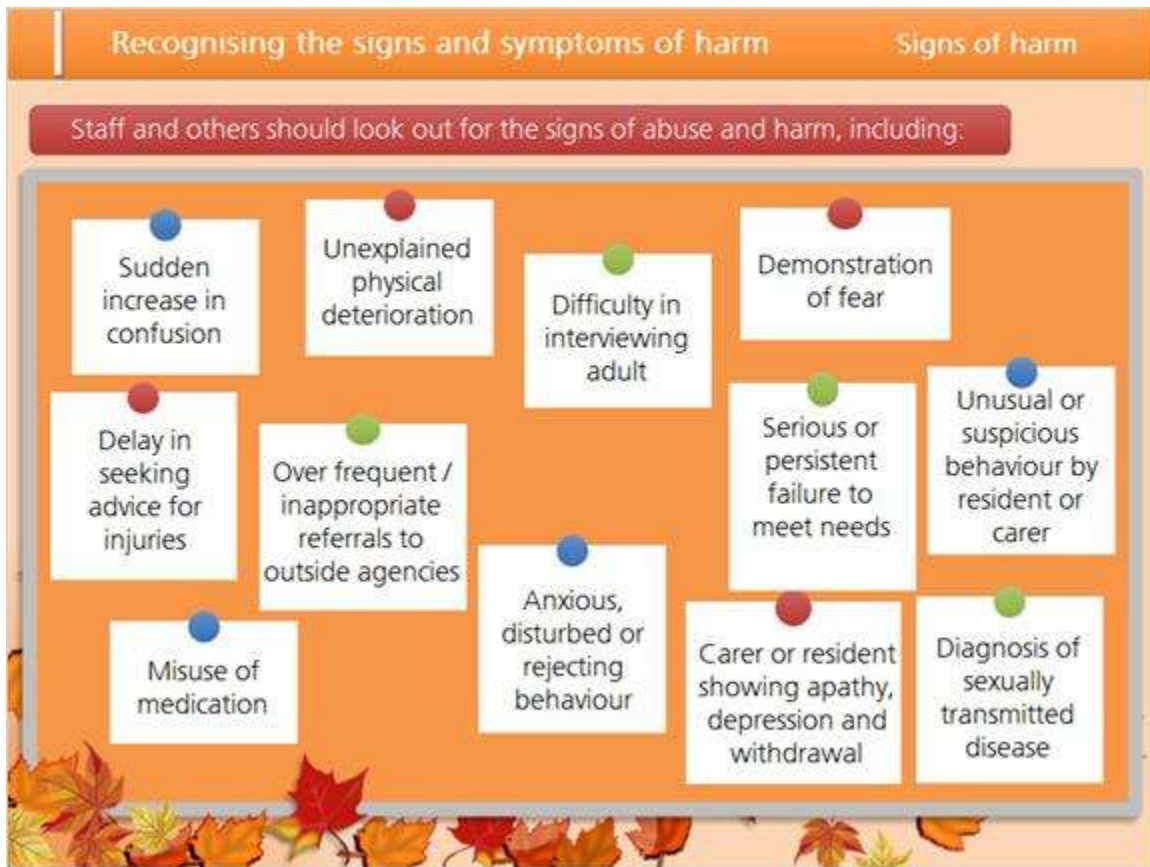 Recognising the signs and symptoms of harm
Signs of harm
Staff and others should look out for the signs of abuse and harm, including:
Sudden
increase in
confusion
Unexplained
physical
deterioration
Difficulty in
interviewing
adult
Demonstration
of fear
Delay in
seeking
advice for
injuries
Over frequent /
inappropriate
referrals to
outside agencies
Serious or
persistent
failure to
meet needs
Unusual or
suspicious
behaviour by
resident or
carer
Misuse of
medication
Anxious,
disturbed or
rejecting
behaviour
Carer or resident
showing apathy,
depression and
withdrawal
Diagnosis of
sexually
transmitted
disease